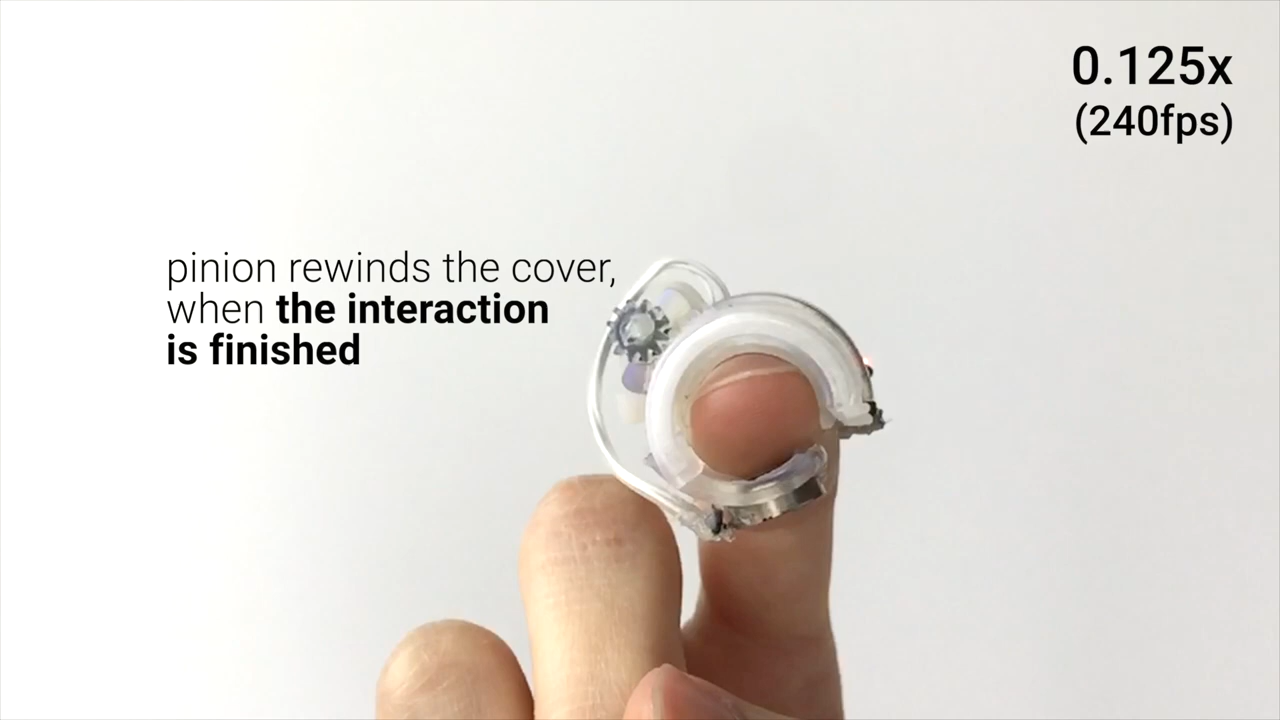 0.125x
(240fps)
pinion rewinds the cover,
when the interaction
is finished